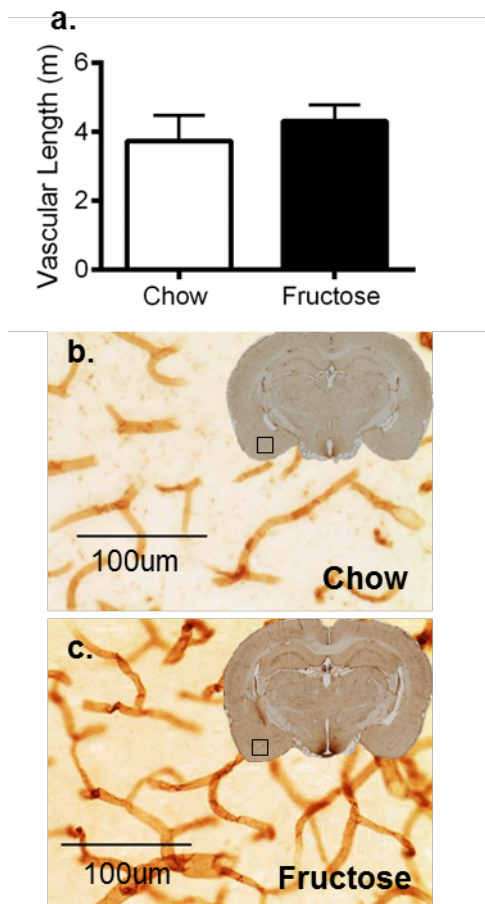 a.
Vascular Length (m)
6
4
2
0
Chow
Fructose
b.
100um
Chow
c.
100um
Fructose